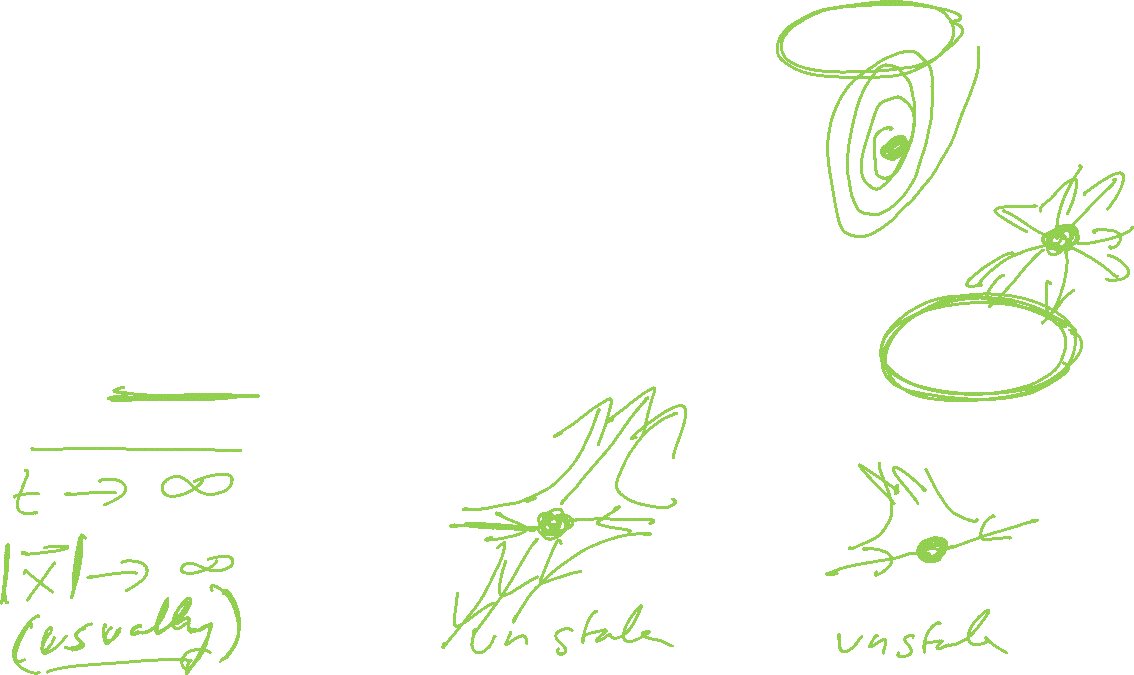 t → ∞
|x⃗| → ∞
(usually)
unstable
unstable